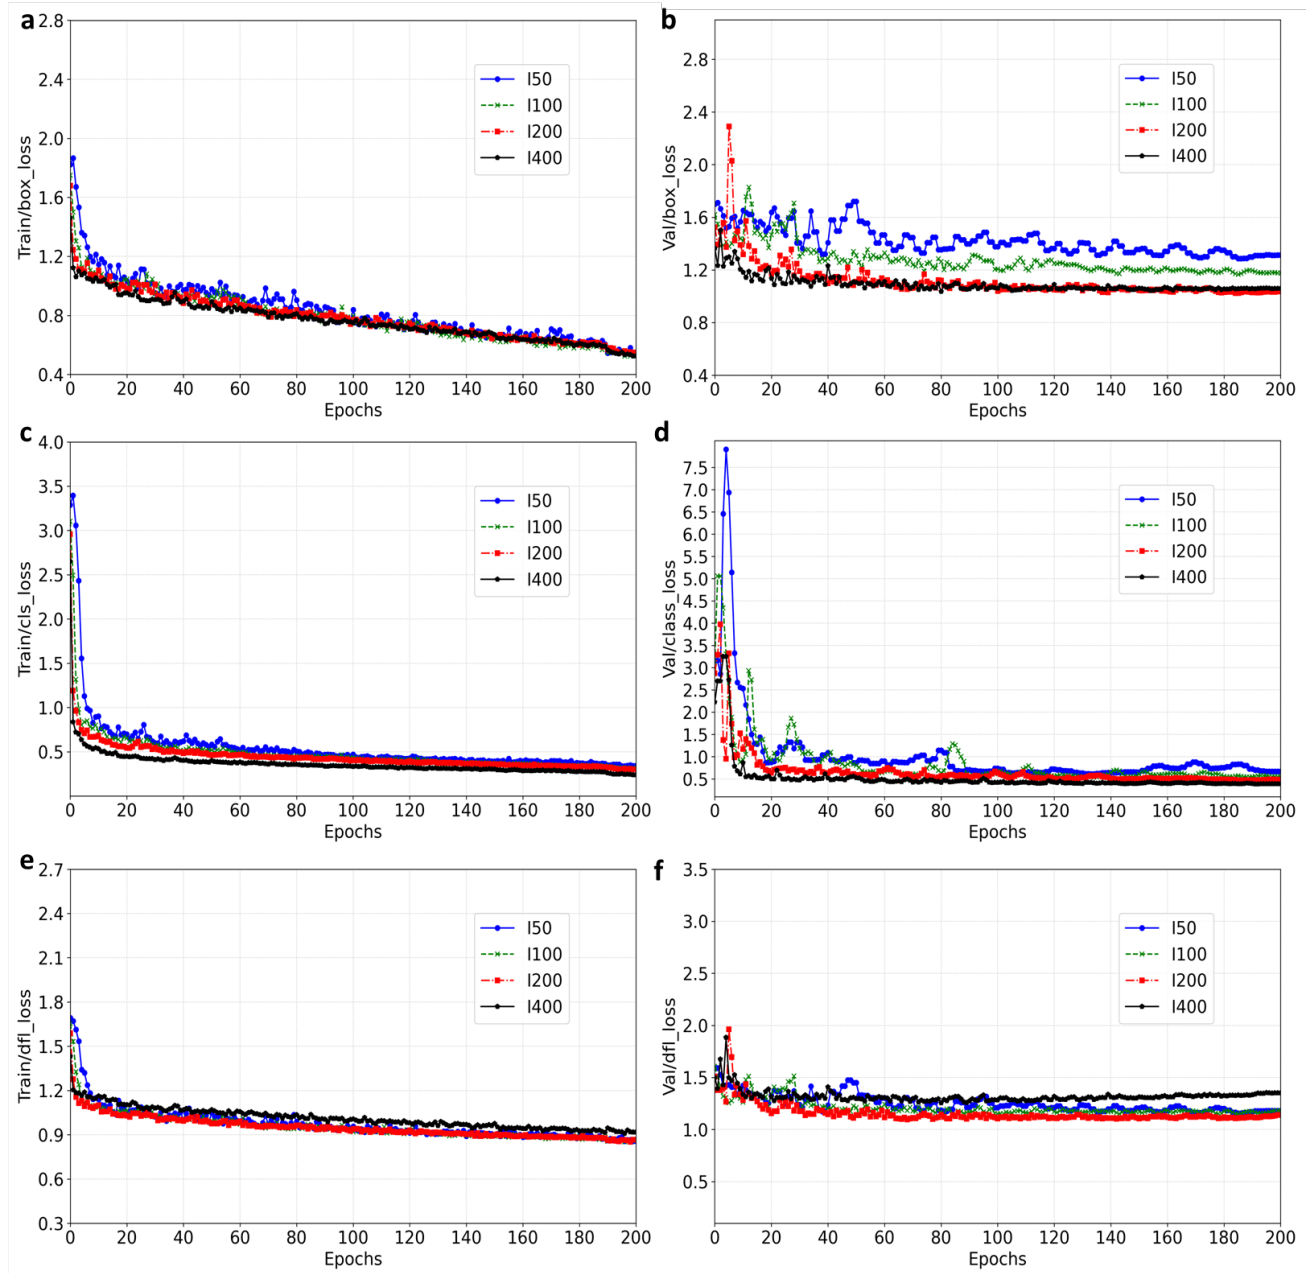 a
2.8
2.4
2.0
1.6
1.2
0.8
0.4
Train/box_loss
I50
I100
I200
I400
0 20 40 60 80 100 120 140 160 180 200
Epochs
b
2.8
2.4
2.0
1.6
1.2
0.8
0.4
Val/box_loss
I50
I100
I200
I400
0 20 40 60 80 100 120 140 160 180 200
Epochs
c
4.0
3.5
3.0
2.5
2.0
1.5
1.0
0.5
Train/cls_loss
I50
I100
I200
I400
0 20 40 60 80 100 120 140 160 180 200
Epochs
d
7.5
7.0
6.5
6.0
5.5
5.0
4.5
4.0
3.5
3.0
2.5
2.0
1.5
1.0
0.5
Val/class_loss
I50
I100
I200
I400
0 20 40 60 80 100 120 140 160 180 200
Epochs
e
2.7
2.4
2.1
1.8
1.5
1.2
0.9
0.6
0.3
Train/dfl_loss
I50
I100
I200
I400
0 20 40 60 80 100 120 140 160 180 200
Epochs
f
3.5
3.0
2.5
2.0
1.5
1.0
0.5
Val/dfl_loss
I50
I100
I200
I400
0 20 40 60 80 100 120 140 160 180 200
Epochs